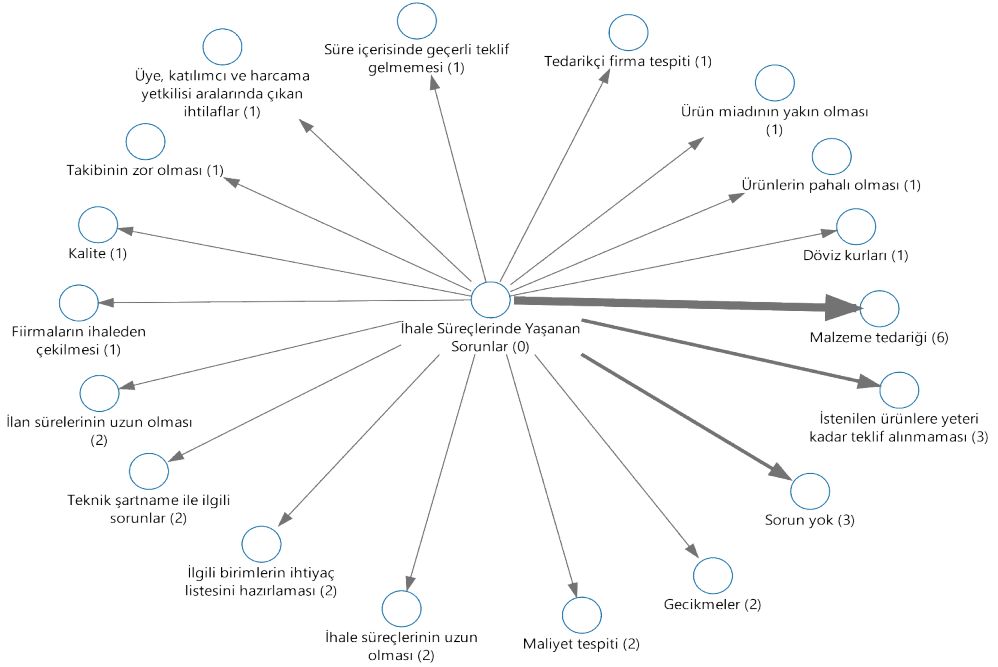 Süre içerisinde geçerli teklif
gelmemesi (1)
Tedarikçi firma tespiti (1)
Üye, katılımcı ve harcama
yetkilisi aralarında çıkan
ihtilaflar (1)
Ürün miadının yakın olması
(1)
Takibinin zor olması (1)
Ürünlerin pahalı olması (1)
Kalite (1)
Döviz kurları (1)
Fiirmaların ihaleden
çekilmesi (1)
İhale Süreçlerinde Yaşanan
Sorunlar (0)
Malzeme tedariği (6)
İlan sürelerinin uzun olması
(2)
İstenilen ürünlere yeteri
kadar teklif alınmaması (3)
Teknik şartname ile ilgili
sorunlar (2)
Sorun yok (3)
İlgili birimlerin ihtiyaç
listesini hazırlaması (2)
Gecikmeler (2)
İhale süreçlerinin uzun
olması (2)
Maliyet tespiti (2)